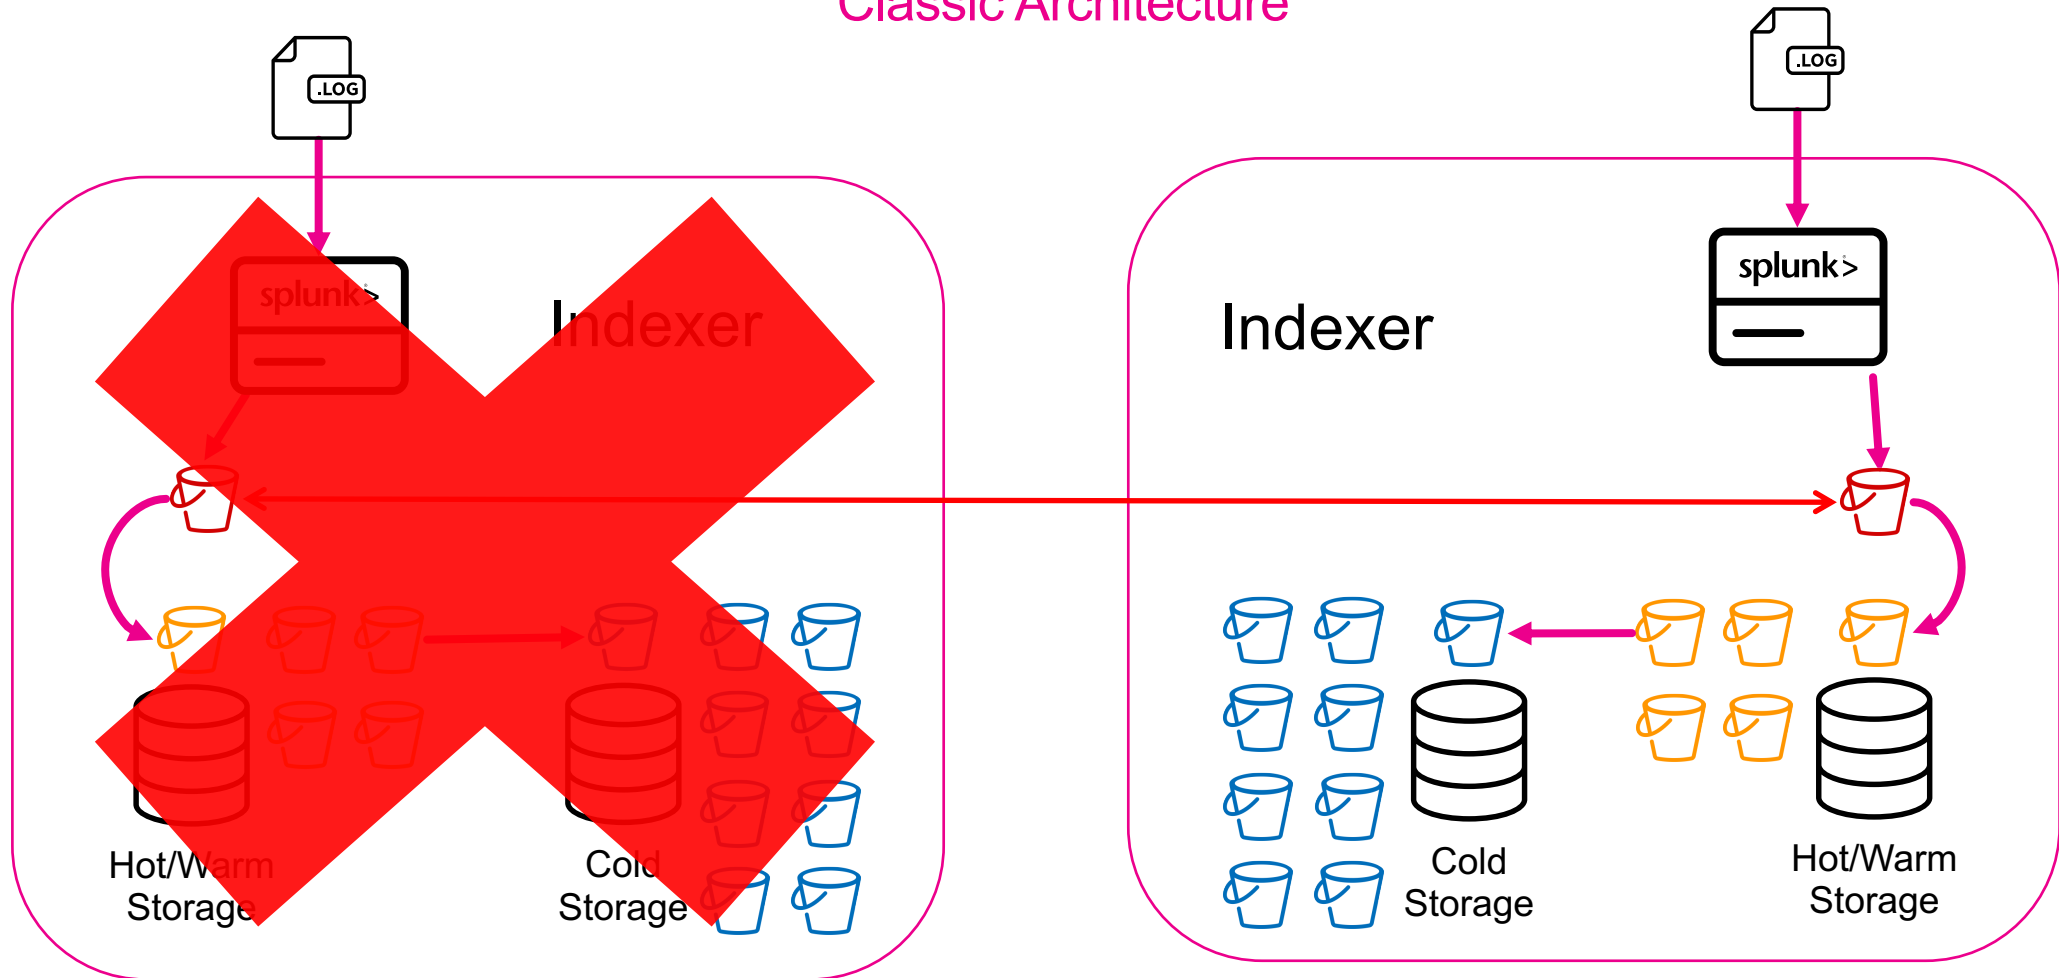 Classic Architecture
.LOG
.LOG
splunk>
Indexer
Indexer
splunk>
Hot/Warm
Storage
Cold
Storage
Cold
Storage
Hot/Warm
Storage